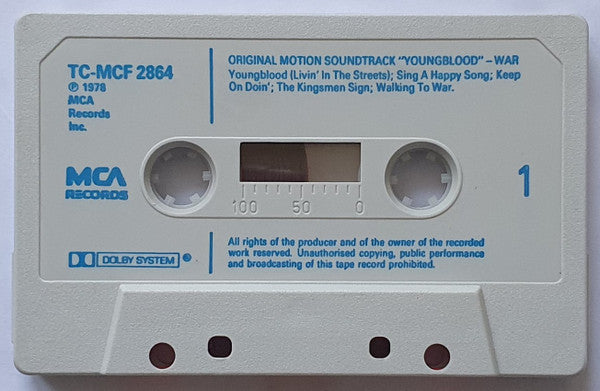 TC-MCF 2864
℗ 1978
MCA
Records
Inc.
ORIGINAL MOTION SOUNDTRACK "YOUNGBLOOD" – WAR
Youngblood (Livin' In The Streets); Sing A Happy Song; Keep
On Doin'; The Kingsmen Sign; Walking To War.
MCA
RECORDS
100 50 0
1
DOLBY SYSTEM ®
All rights of the producer and of the owner of the recorded
work reserved. Unauthorised copying, public performance
and broadcasting of this tape record prohibited.